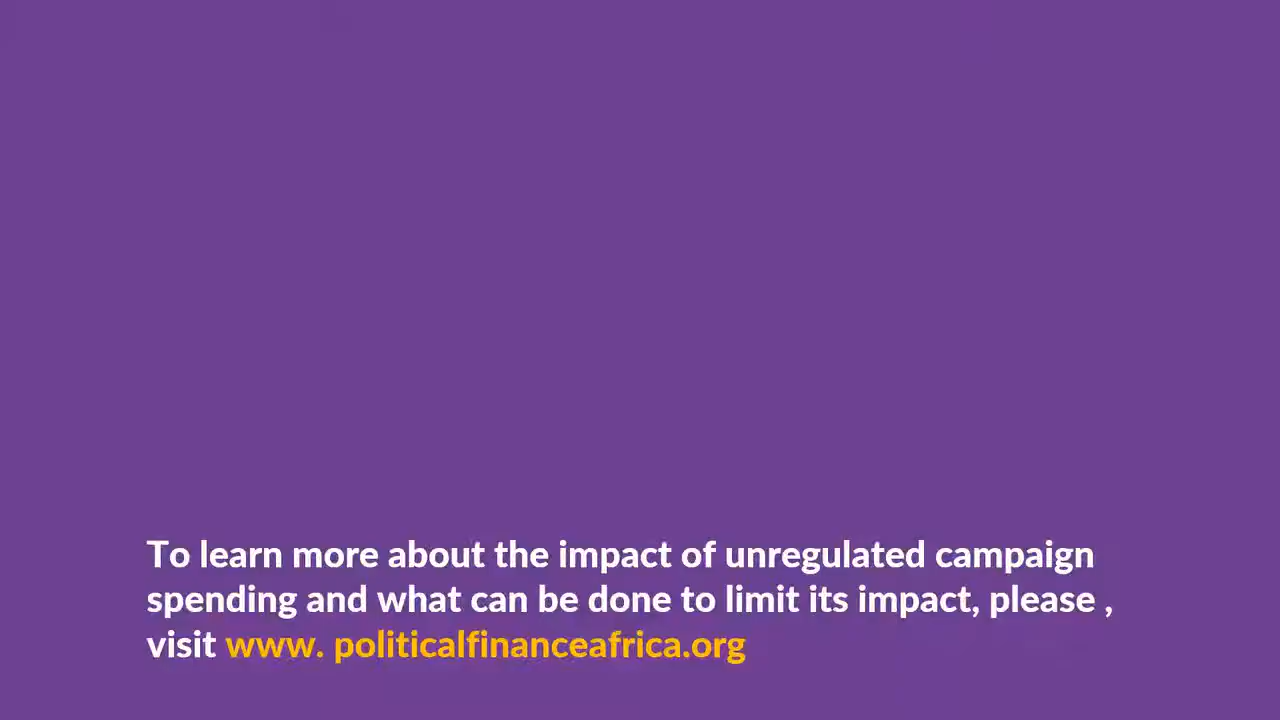 To learn more about the impact of unregulated campaign
spending and what can be done to limit its impact, please ,
visit www. politicalfinanceafrica.org